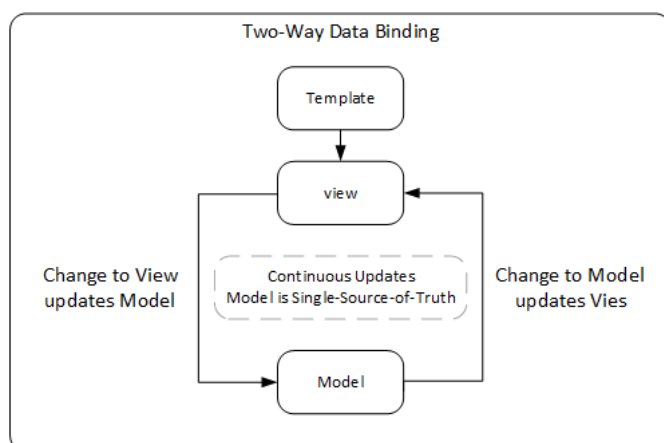 Two-Way Data Binding
Template
view
Change to View
updates Model
Continuous Updates
Model is Single-Source-of-Truth
Change to Model
updates Vies
Model